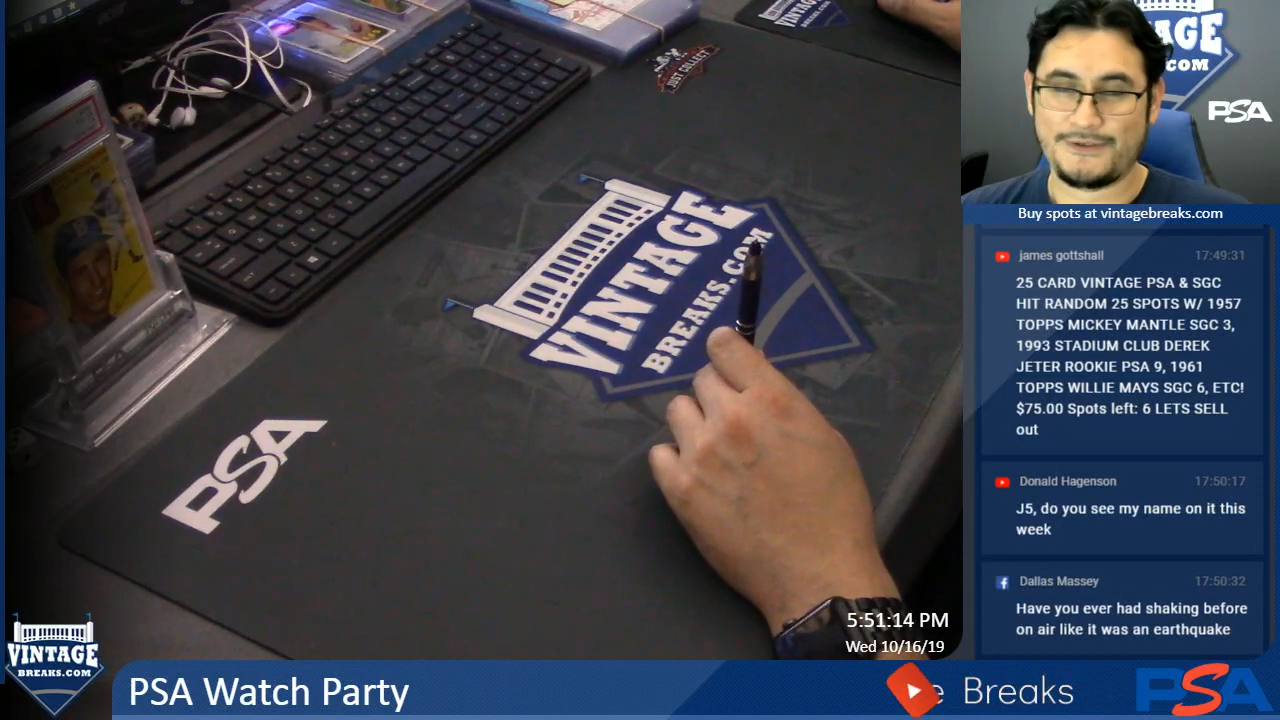 VINTAGE
JUST COLLECT
VINTAGE
BREAKS.COM
PSA
AGE
.COM
PSA
Buy spots at vintagebreaks.com
james gottshall 17:49:31
25 CARD VINTAGE PSA & SGC
HIT RANDOM 25 SPOTS W/ 1957
TOPPS MICKEY MANTLE SGC 3,
1993 STADIUM CLUB DEREK
JETER ROOKIE PSA 9, 1961
TOPPS WILLIE MAYS SGC 6, ETC!
$75.00 Spots left: 6 LETS SELL
out
Donald Hagenson 17:50:17
J5, do you see my name on it this
week
Dallas Massey 17:50:32
Have you ever had shaking before
on air like it was an earthquake
5:51:14 PM
Wed 10/16/19
VINTAGE
BREAKS.COM
PSA Watch Party
e Breaks
PSA